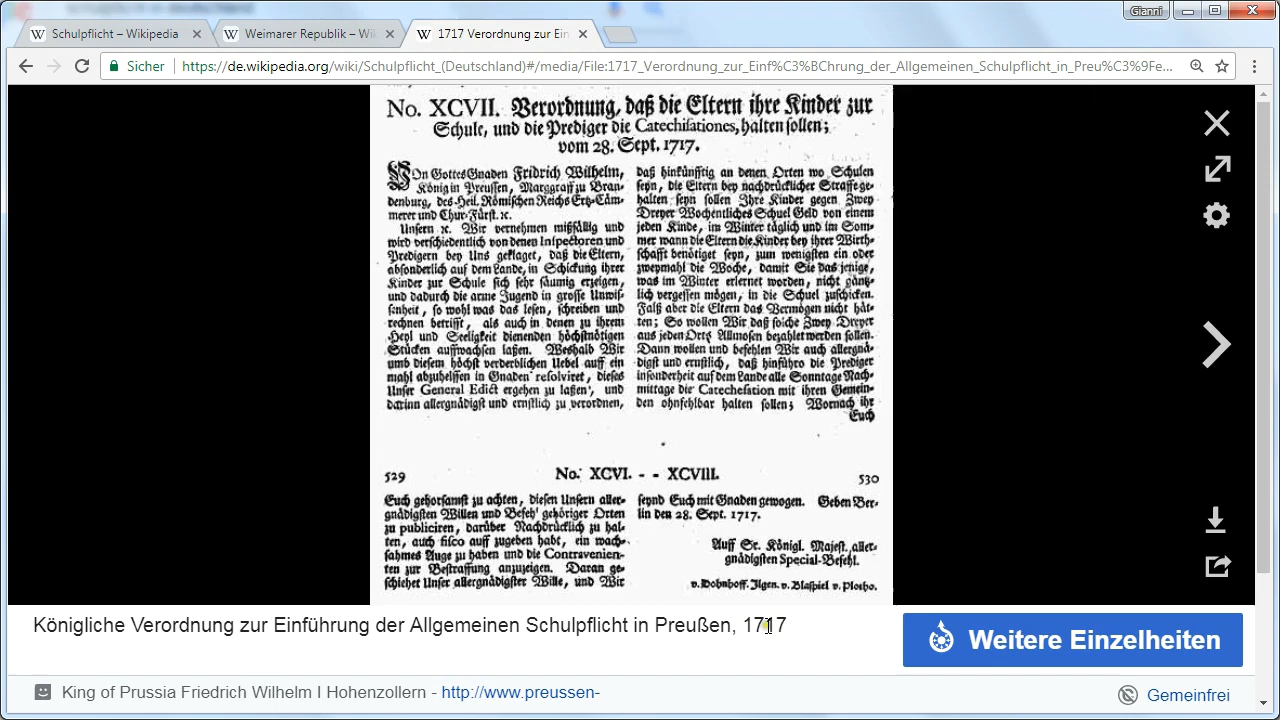 schulpflicht in deutschland
Gianni
Schulpflicht – Wikipedia
Weimarer Republik – Wi
1717 Verordnung zur Ein
Sicher
https://de.wikipedia.org/wiki/Schulpflicht_(Deutschland)#/media/File:1717_Verordnung_zur_Einf%C3%BChrung_der_Allgemeinen_Schulpflicht_in_Preu%C3%9Fe...
No. XCVII. Verordnung, daß die Eltern ihre Kinder zur
Schule, und die Prediger die Catechisationes, halten sollen;
vom 28. Sept. 1717.
VOn Gottes Gnaden Fridrich Wilhelm,
König in Preussen, Marggraff zu Bran-
denburg, des Heil. Römischen Reichs Ertz-Cäm-
merer und Chur-Fürst. ꝛc.
Unsern ꝛc. Wir vernehmen mißfällig und
wird verschiedentlich von denen Inspectoren und
Predigern bey Uns geklaget, daß die Eltern,
absonderlich auf dem Lande, in Schickung ihrer
Kinder zur Schule sich sehr säumig erzeigen,
und dadurch die arme Jugend in grosse Unwis-
senheit, so wohl was das lesen, schreiben und
rechnen betrifft, als auch in denen zu ihrem
Heyl und Seeligkeit dienenden höchstnötigen
Stücken auffwachsen laßen. Weshalb Wir
umb diesem höchst verderblichen Uebel auff ein
mahl abzuhelffen in Gnaden resolviret, dieses
Unser General Edict ergehen zu laßen, und
darinn allergnädigst und ernstlich zu verordnen,
daß hinkünfftig an denen Orten wo Schulen
seyn, die Eltern bey nachdrücklicher Straffe ge-
halten seyn sollen Ihre Kinder gegen Zwey
Dreyer Wochentliches Schuel Geld von einem
jeden Kinde, im Winter täglich und im Som-
mer wann die Eltern die Kinder bey ihrer Wirth-
schafft benötiget seyn, zum wenigsten ein oder
zweymahl die Woche, damit Sie das jenige,
was im Winter erlernet worden, nicht gäntz-
lich vergessen mögen, in die Schuel zuschicken.
Falß aber die Eltern das Vermögen nicht hät-
ten; So wollen Wir daß solche Zwey Dreyer
aus jeden Orts Allmosen bezahlet werden sollen.
Dann wollen und befehlen Wir auch allergnä-
digst und ernstlich, daß hinführo die Prediger
insonderheit auf dem Lande alle Sonntage Nach-
mittage die Catechesation mit ihren Gemein-
den ohnfehlbar halten sollen; Wornach ihr
Euch
529 No. XCVI. - - XCVIII. 530
Euch gehorsamst zu achten, diesen Unsern aller-
gnädigsten Willen und Befehl gehöriger Orten
zu publiciren, darüber Nachdrücklich zu hal-
ten, auch fisco auff zugeben habt, ein wach-
sahmes Auge zu haben und die Contravenien-
ten zur Bestraffung anzuzeigen. Daran ge-
schiehet Unser allergnädigster Wille, und Wir
seynd Euch mit Gnaden gewogen. Geben Ber-
lin den 28. Sept. 1717.
Auff Sr. Königl. Majest. aller-
gnädigsten Special-Befehl.
v. Dohnhoff. Ilgen. v. Blaspiel v. Plotho.
Königliche Verordnung zur Einführung der Allgemeinen Schulpflicht in Preußen, 1717
Weitere Einzelheiten
King of Prussia Friedrich Wilhelm I Hohenzollern - http://www.preussen-
Gemeinfrei